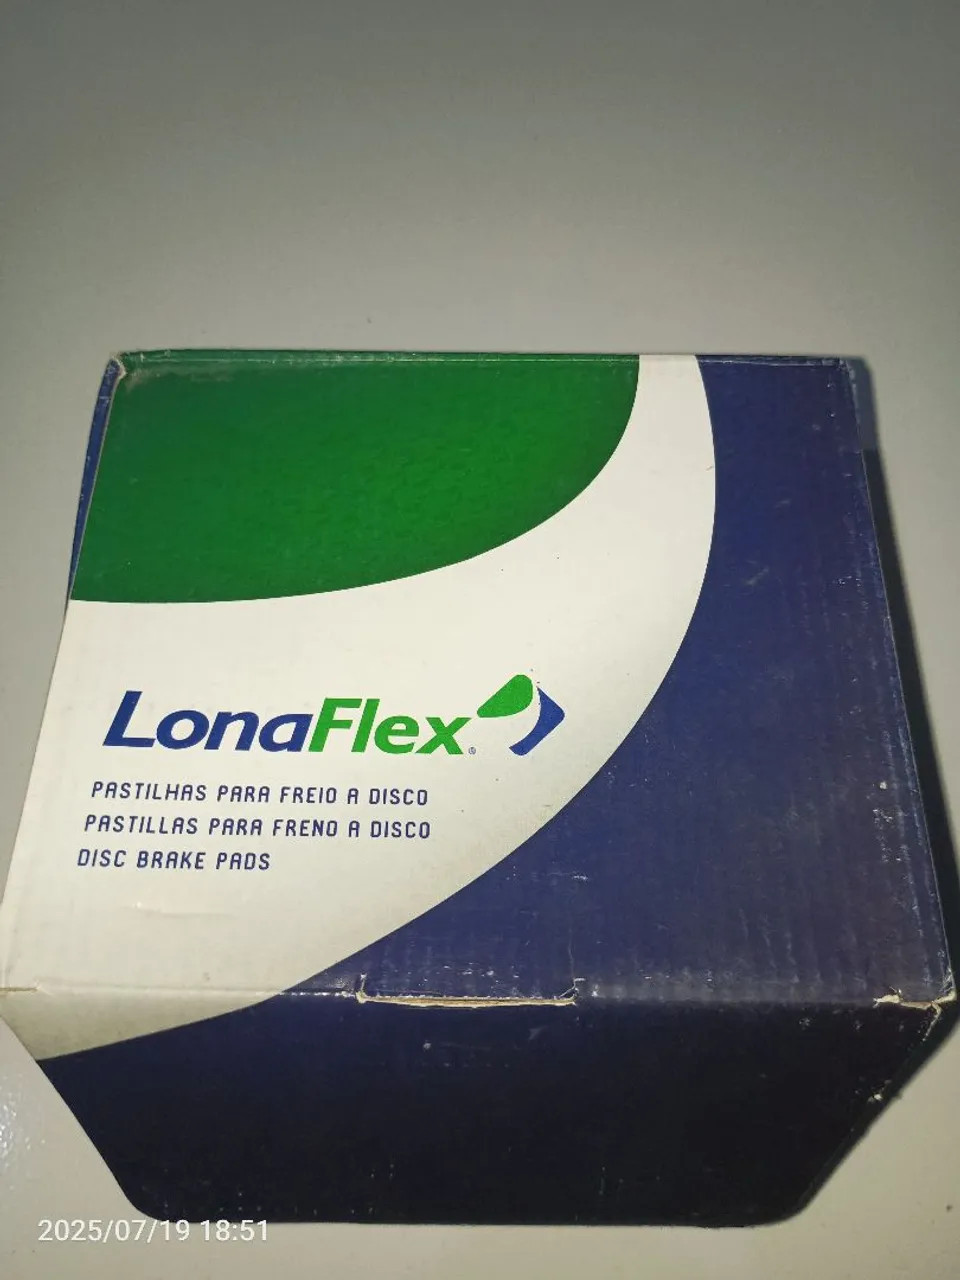 LonaFlex®
PASTILHAS PARA FREIO A DISCO
PASTILLAS PARA FRENO A DISCO
DISC BRAKE PADS
2025/07/19 18:51